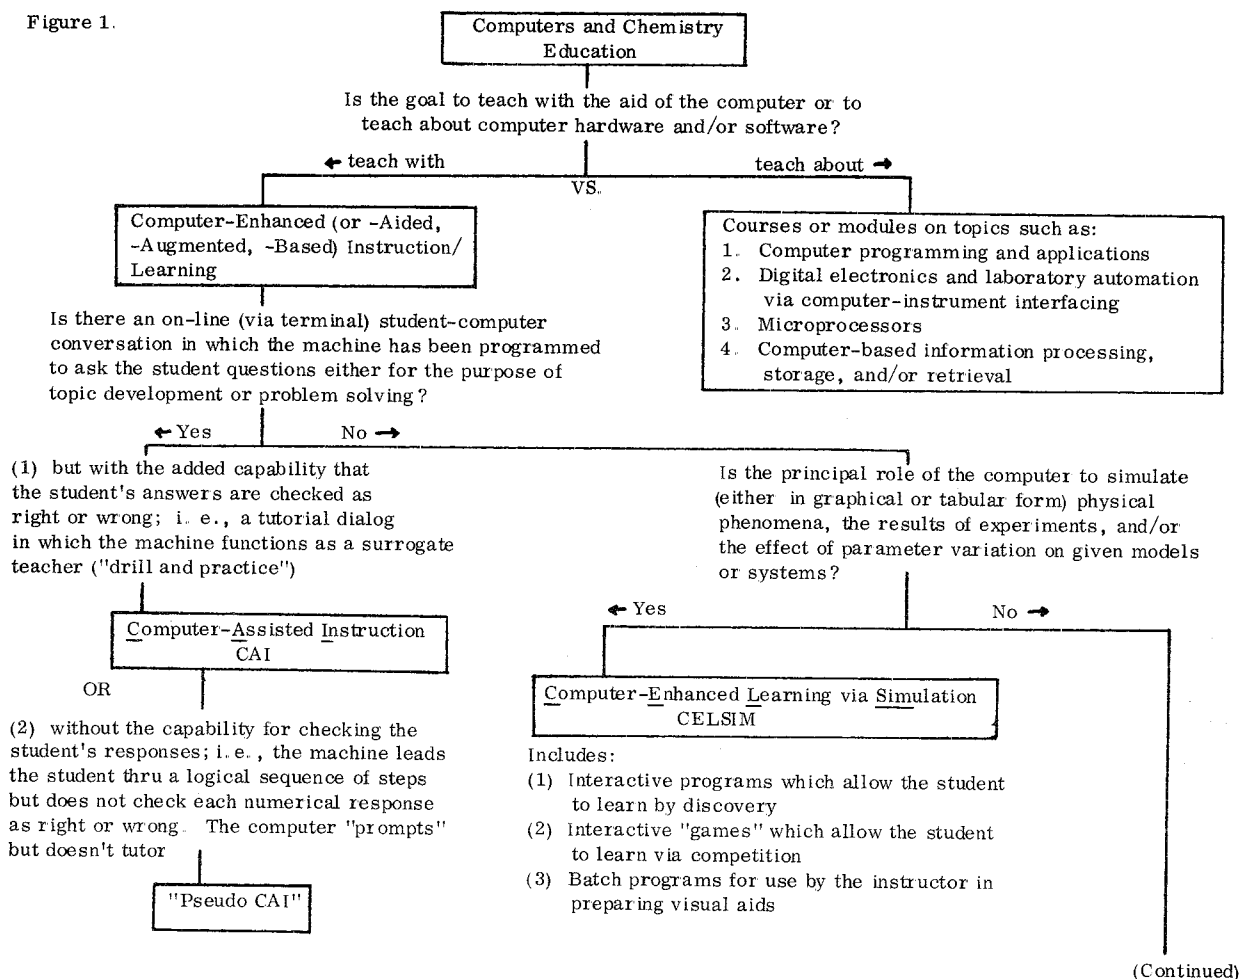 Figure 1.
Computers and Chemistry
Education
Is the goal to teach with the aid of the computer or to
teach about computer hardware and/or software?
← teach with
teach about →
VS.
Computer-Enhanced (or -Aided,
-Augmented, -Based) Instruction/
Learning
Courses or modules on topics such as:
1. Computer programming and applications
2. Digital electronics and laboratory automation
via computer-instrument interfacing
3. Microprocessors
4. Computer-based information processing,
storage, and/or retrieval
Is there an on-line (via terminal) student-computer
conversation in which the machine has been programmed
to ask the student questions either for the purpose of
topic development or problem solving?
← Yes
No →
(1) but with the added capability that
the student's answers are checked as
right or wrong; i. e., a tutorial dialog
in which the machine functions as a surrogate
teacher ("drill and practice")
Computer-Assisted Instruction
CAI
OR
(2) without the capability for checking the
student's responses; i. e., the machine leads
the student thru a logical sequence of steps
but does not check each numerical response
as right or wrong. The computer "prompts"
but doesn't tutor
"Pseudo CAI"
Is the principal role of the computer to simulate
(either in graphical or tabular form) physical
phenomena, the results of experiments, and/or
the effect of parameter variation on given models
or systems?
← Yes
No →
Computer-Enhanced Learning via Simulation
CELSIM
Includes:
(1) Interactive programs which allow the student
to learn by discovery
(2) Interactive "games" which allow the student
to learn via competition
(3) Batch programs for use by the instructor in
preparing visual aids
(Continued)